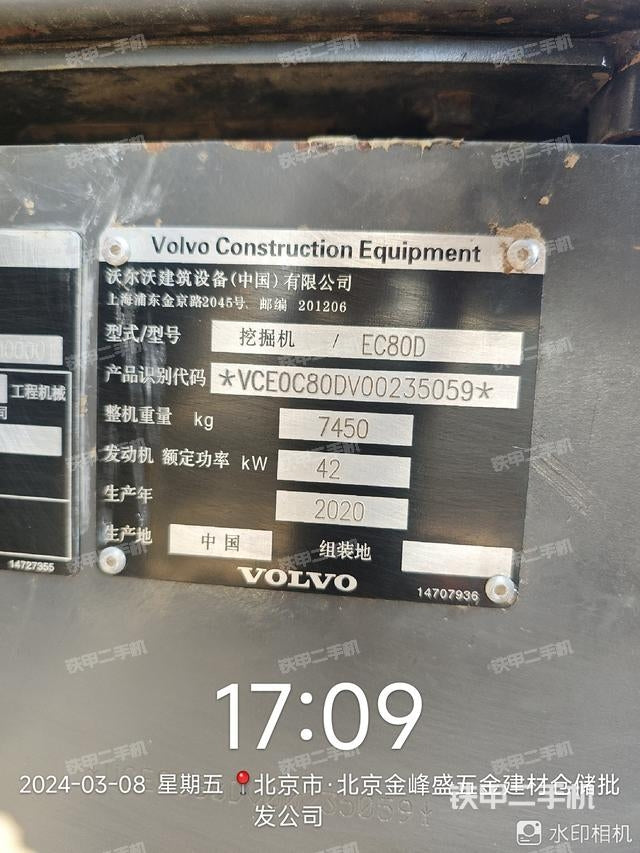 Volvo Construction Equipment
沃尔沃建筑设备(中国)有限公司
上海浦东金京路2045号 邮编 201206
型式/型号 挖掘机 / EC80D
产品识别代码 *VCE0C80DV00235059*
整机重量 kg 7450
发动机 额定功率 kW 42
生产年 2020
生产地 中国 组装地
VOLVO
14707936
工程机械
司
14727355
17:09
2024-03-08 星期五 北京市·北京金峰盛五金建材仓储批
发公司
铁甲二手机
水印相机